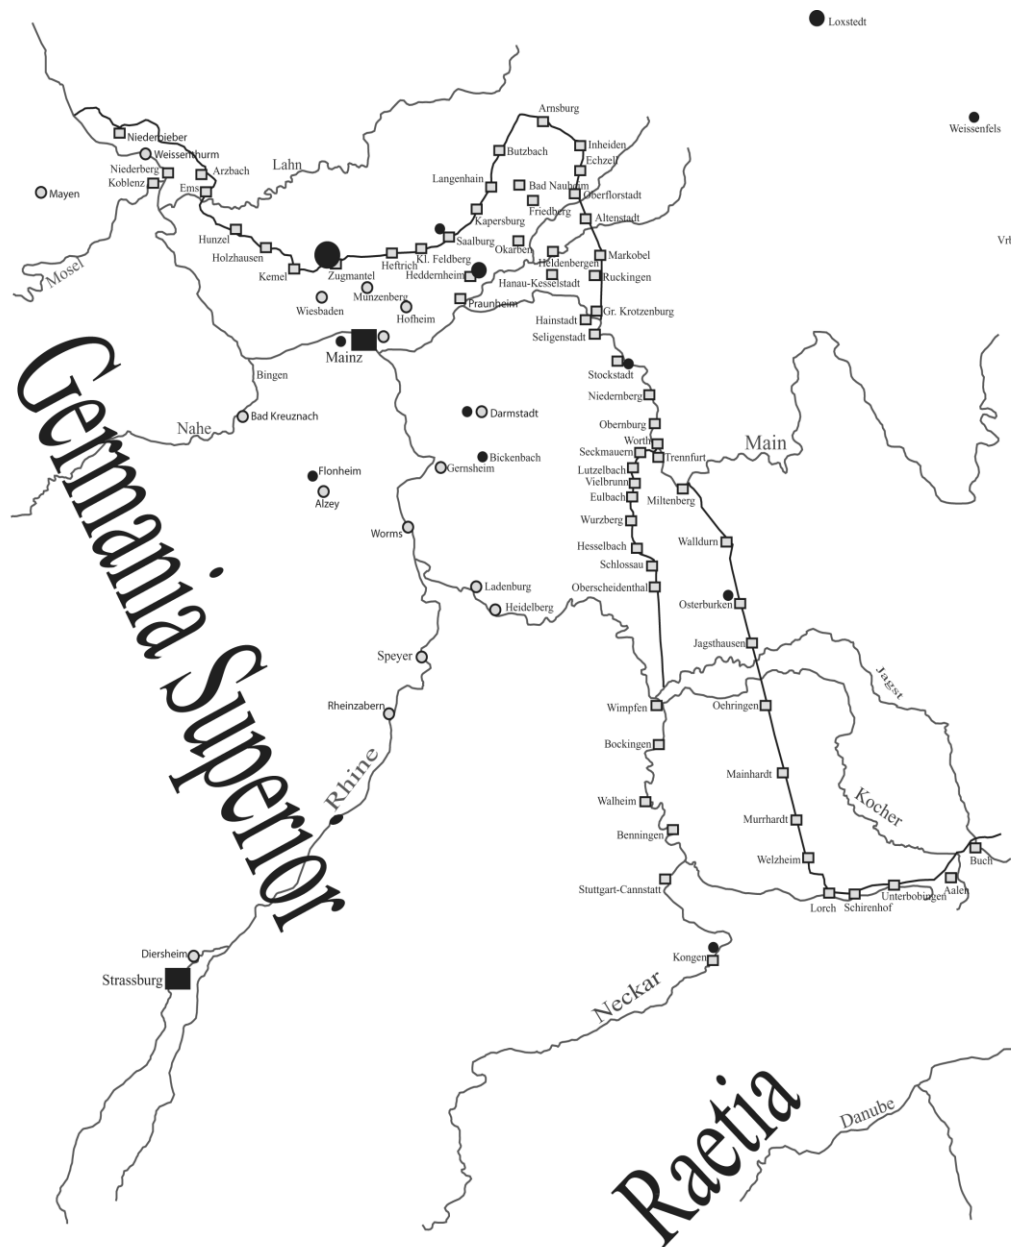 Loxstedt
Arnsburg
Weissenfels
Niederbieber
Inheiden
Weissenthurm
Butzbach
Echzell
Lahn
Niederberg
Arzbach
Koblenz
Ems
Langenhain
Bad Nauheim
Mayen
Oberflorstadt
Friedberg
Kapersburg
Altenstadt
Hunzel
Saalburg
Vrb
Okarben
Holzhausen
Kl. Feldberg
Markobel
Heldenbergen
Mosel
Heftrich
Kemel
Zugmantel
Heddernheim
Ruckingen
Hanau-Kesselstadt
Munzenberg
Praunheim
Wiesbaden
Gr. Krotzenburg
Hofheim
Hainstadt
Seligenstadt
Mainz
Bingen
Stockstadt
Niedernberg
Bad Kreuznach
Darmstadt
Nahe
Obernburg
Worth
Main
Seckmauern
Trennfurt
Bickenbach
Gernsheim
Lutzelbach
Flonheim
Vielbrunn
Eulbach
Miltenberg
Alzey
Wurzberg
Worms
Walldurn
Hesselbach
Schlossau
Ladenburg
Oberscheidenthal
Heidelberg
Osterburken
Germania Superior
Jagsthausen
Speyer
Jagst
Rheinzabern
Wimpfen
Oehringen
Bockingen
Rhine
Mainhardt
Walheim
Kocher
Murrhardt
Benningen
Welzheim
Buch
Stuttgart-Cannstatt
Aalen
Unterbobingen
Lorch
Schirenhof
Diersheim
Kongen
Strassburg
Neckar
Raetia
Danube